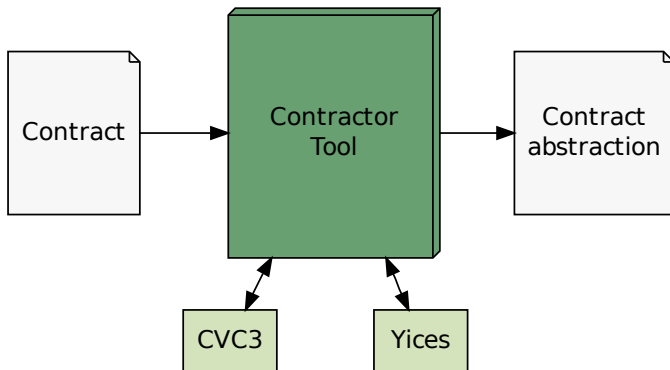 Contract
Contractor
Tool
Contract
abstraction
CVC3
Yices